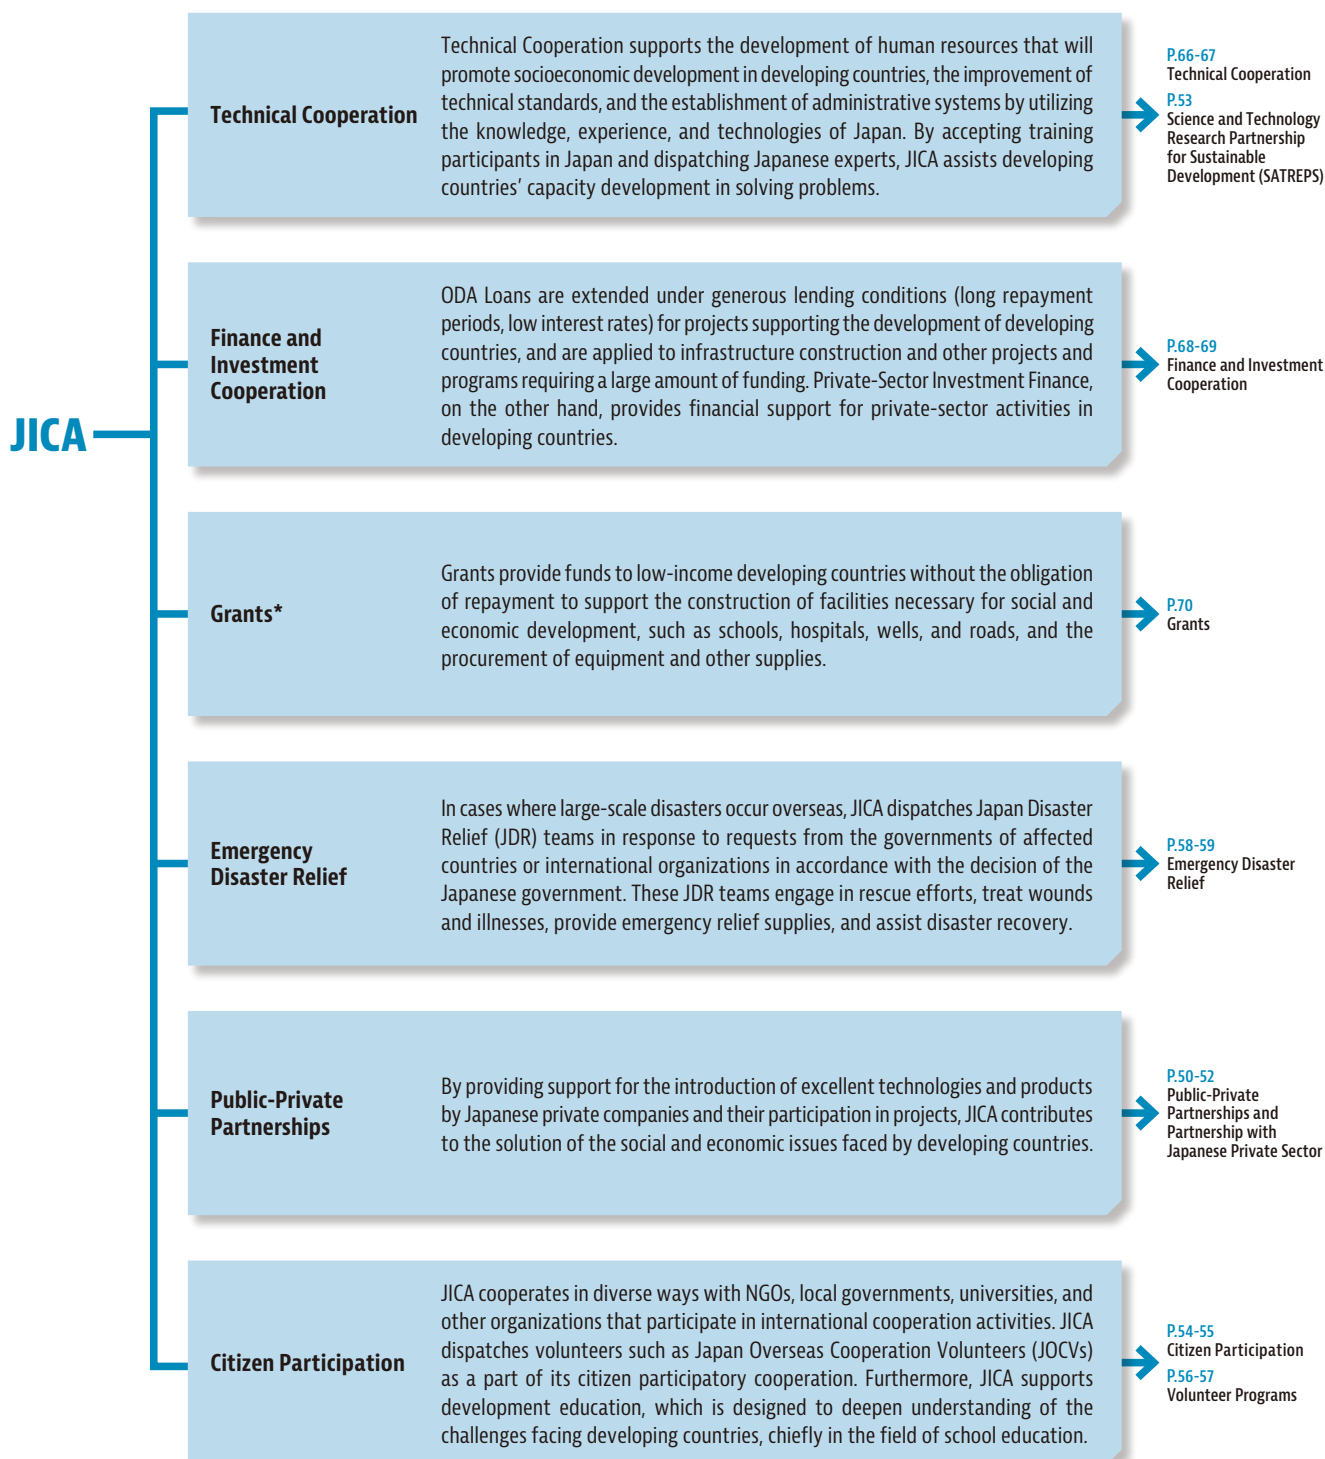 JICA
Technical Cooperation
Technical Cooperation supports the development of human resources that will
promote socioeconomic development in developing countries, the improvement of
technical standards, and the establishment of administrative systems by utilizing
the knowledge, experience, and technologies of Japan. By accepting training
participants in Japan and dispatching Japanese experts, JICA assists developing
countries’ capacity development in solving problems.
P.66-67
Technical Cooperation
P.53
Science and Technology
Research Partnership
for Sustainable
Development (SATREPS)
Finance and
Investment
Cooperation
ODA Loans are extended under generous lending conditions (long repayment
periods, low interest rates) for projects supporting the development of developing
countries, and are applied to infrastructure construction and other projects and
programs requiring a large amount of funding. Private-Sector Investment Finance,
on the other hand, provides financial support for private-sector activities in
developing countries.
P.68-69
Finance and Investment
Cooperation
Grants*
Grants provide funds to low-income developing countries without the obligation
of repayment to support the construction of facilities necessary for social and
economic development, such as schools, hospitals, wells, and roads, and the
procurement of equipment and other supplies.
P.70
Grants
Emergency
Disaster Relief
In cases where large-scale disasters occur overseas, JICA dispatches Japan Disaster
Relief (JDR) teams in response to requests from the governments of affected
countries or international organizations in accordance with the decision of the
Japanese government. These JDR teams engage in rescue efforts, treat wounds
and illnesses, provide emergency relief supplies, and assist disaster recovery.
P.58-59
Emergency Disaster
Relief
Public-Private
Partnerships
By providing support for the introduction of excellent technologies and products
by Japanese private companies and their participation in projects, JICA contributes
to the solution of the social and economic issues faced by developing countries.
P.50-52
Public-Private
Partnerships and
Partnership with
Japanese Private Sector
Citizen Participation
JICA cooperates in diverse ways with NGOs, local governments, universities, and
other organizations that participate in international cooperation activities. JICA
dispatches volunteers such as Japan Overseas Cooperation Volunteers (JOCVs)
as a part of its citizen participatory cooperation. Furthermore, JICA supports
development education, which is designed to deepen understanding of the
challenges facing developing countries, chiefly in the field of school education.
P.54-55
Citizen Participation
P.56-57
Volunteer Programs